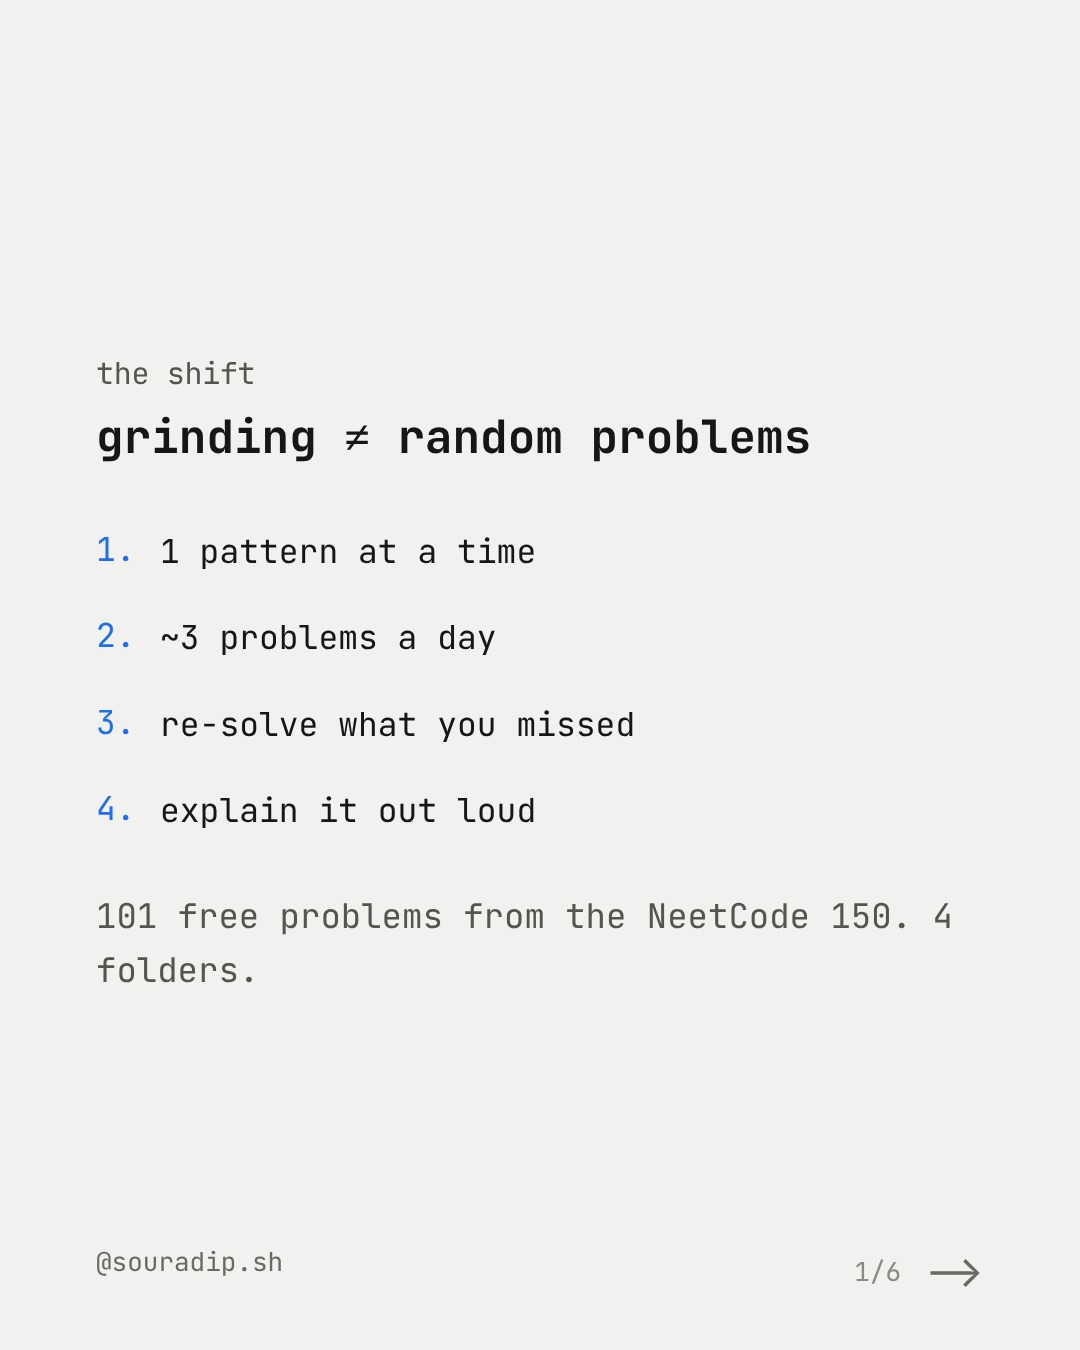 the shift
grinding ≠ random problems
1. 1 pattern at a time
2. ~3 problems a day
3. re-solve what you missed
4. explain it out loud
101 free problems from the NeetCode 150. 4
folders.
@souradip.sh
1/6 →